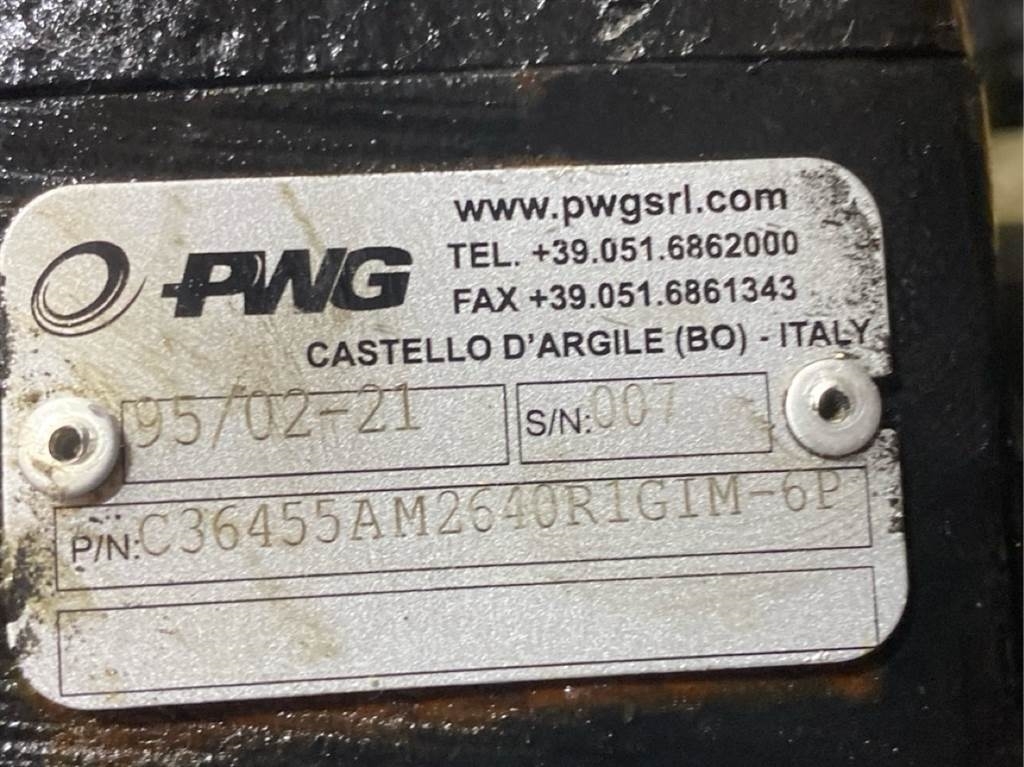 www.pwgsrl.com
PWG
TEL. +39.051.6862000
FAX +39.051.6861343
CASTELLO D'ARGILE (BO) - ITALY
95/02-21
S/N:007
P/N:C36455AM2640R1GIM-6P